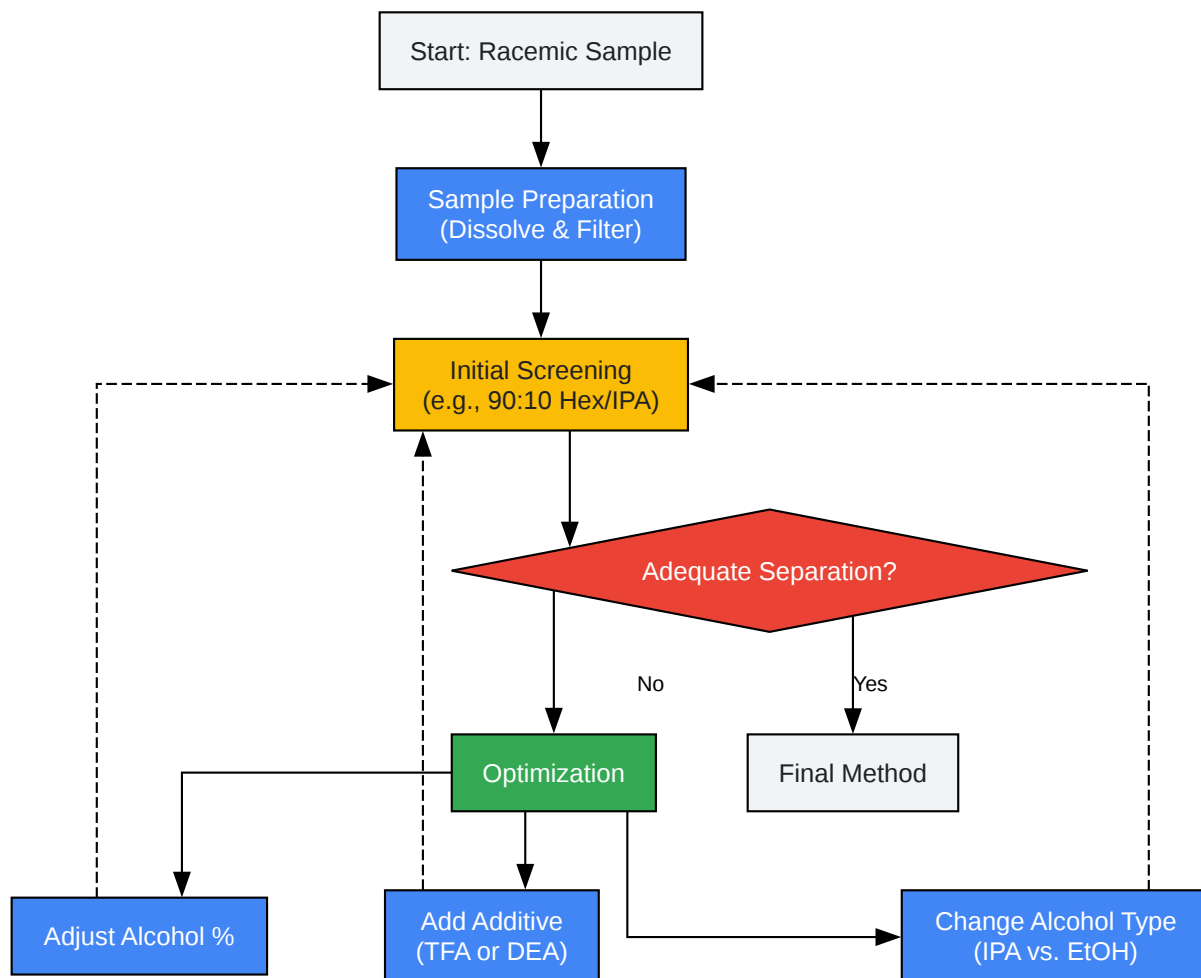 Start: Racemic Sample
Sample Preparation
(Dissolve & Filter)
Initial Screening
(e.g., 90:10 Hex/IPA)
Adequate Separation?
No
Yes
Optimization
Final Method
Adjust Alcohol %
Add Additive
(TFA or DEA)
Change Alcohol Type
(IPA vs. EtOH)